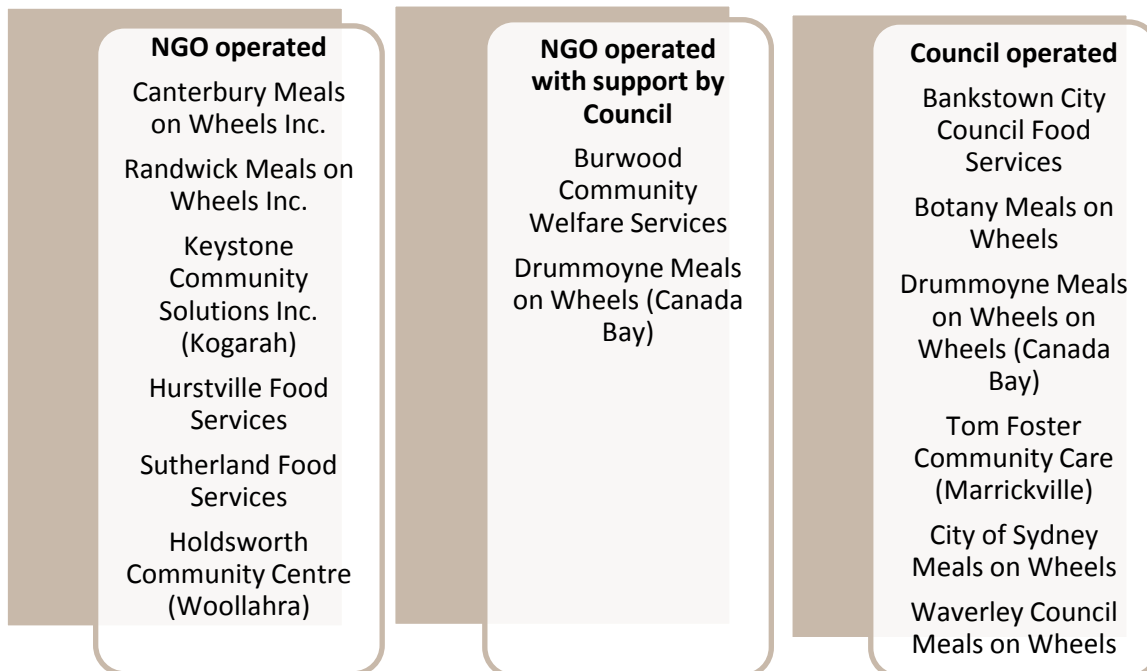 NGO operated
Canterbury Meals
on Wheels Inc.
Randwick Meals on
Wheels Inc.
Keystone
Community
Solutions Inc.
(Kogarah)
Hurstville Food
Services
Sutherland Food
Services
Holdsworth
Community Centre
(Woollahra)
NGO operated
with support by
Council
Burwood
Community
Welfare Services
Drummoyne Meals
on Wheels (Canada
Bay)
Council operated
Bankstown City
Council Food
Services
Botany Meals on
Wheels
Drummoyne Meals
on Wheels on
Wheels (Canada
Bay)
Tom Foster
Community Care
(Marrickville)
City of Sydney
Meals on Wheels
Waverley Council
Meals on Wheels